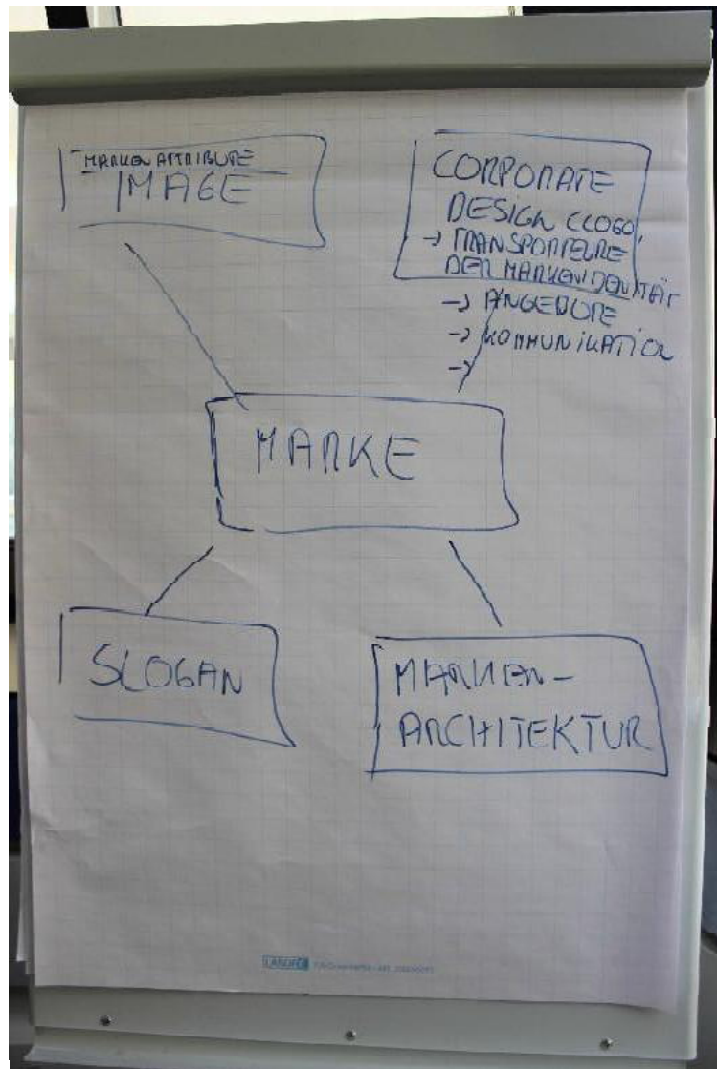 MARKENATTRIBUTE
IMAGE
CORPORATE
DESIGN (LOGO,
→ TRANSPORTEURE
DER MARKENIDENTITÄT
→ ANGEBOTE
→ KOMMUNIKATION
→
MARKE
SLOGAN
MARKEN-
ARCHITEKTUR